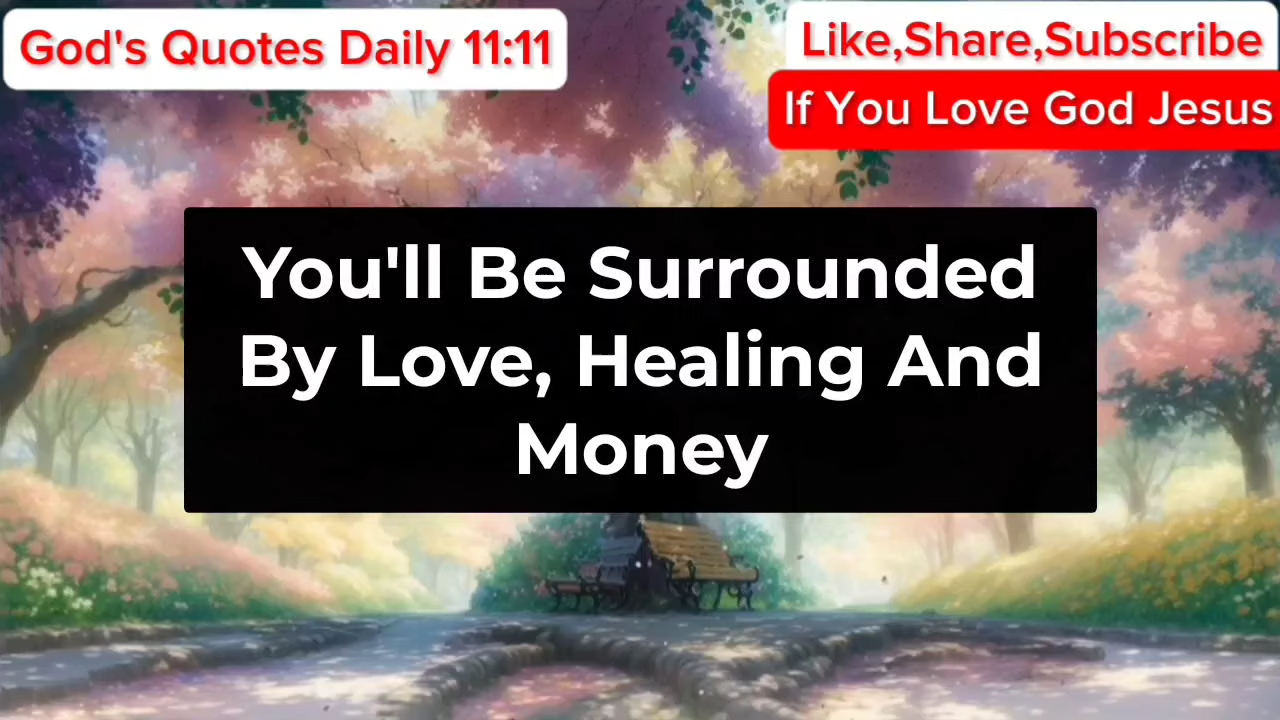 God's Quotes Daily 11:11
Like,Share,Subscribe
If You Love God Jesus
You'll Be Surrounded
By Love, Healing And
Money